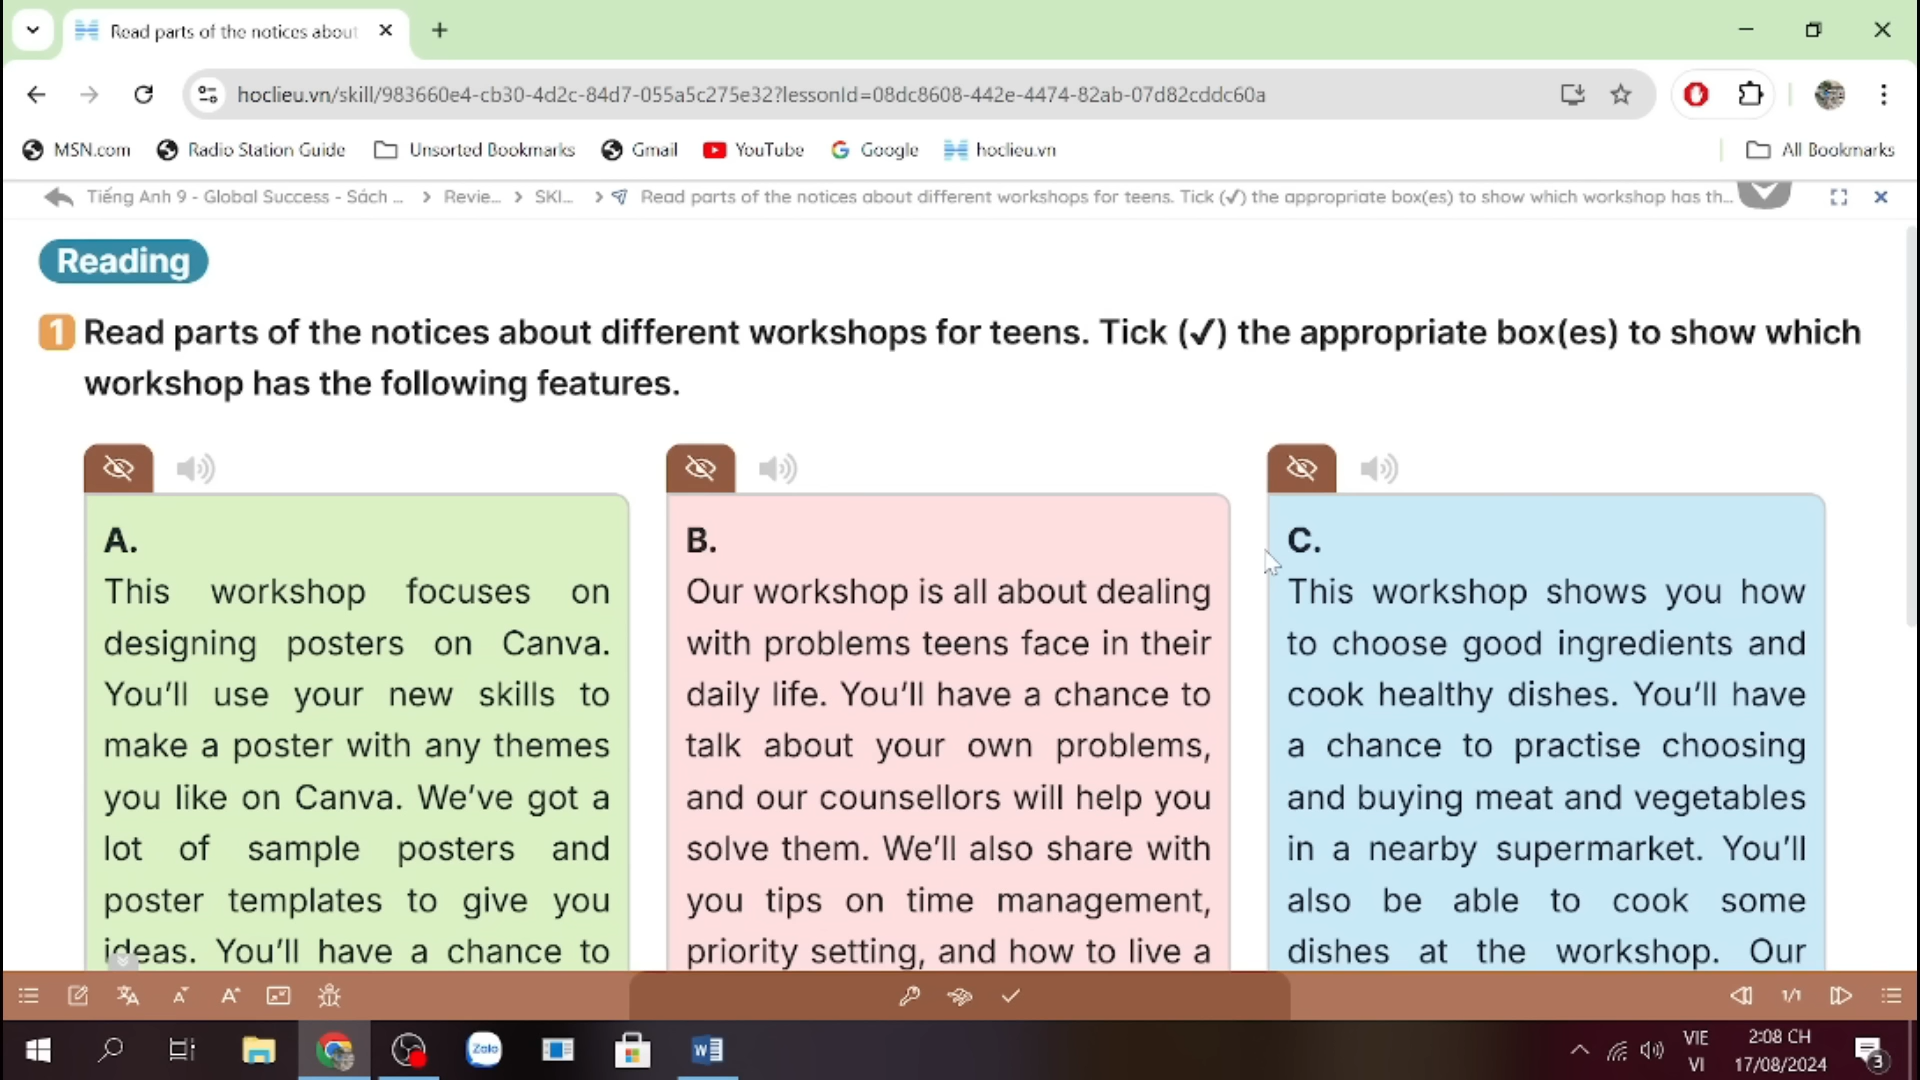 Read parts of the notices about
hoclieu.vn/skill/983660e4-cb30-4d2c-84d7-055a5c275e32?lessonId=08dc8608-442e-4474-82ab-07d82cddc60a
MSN.com Radio Station Guide Unsorted Bookmarks Gmail YouTube Google hoclieu.vn All Bookmarks
Tiếng Anh 9 - Global Success - Sách ... > Revie... > SKI... > Read parts of the notices about different workshops for teens. Tick (✓) the appropriate box(es) to show which workshop has th...
Reading
1 Read parts of the notices about different workshops for teens. Tick (✓) the appropriate box(es) to show which
workshop has the following features.
A.
This workshop focuses on
designing posters on Canva.
You'll use your new skills to
make a poster with any themes
you like on Canva. We've got a
lot of sample posters and
poster templates to give you
ideas. You'll have a chance to
B.
Our workshop is all about dealing
with problems teens face in their
daily life. You'll have a chance to
talk about your own problems,
and our counsellors will help you
solve them. We'll also share with
you tips on time management,
priority setting, and how to live a
C.
This workshop shows you how
to choose good ingredients and
cook healthy dishes. You'll have
a chance to practise choosing
and buying meat and vegetables
in a nearby supermarket. You'll
also be able to cook some
dishes at the workshop. Our
1/1
Zalo
VIE
VI
2:08 CH
17/08/2024
3